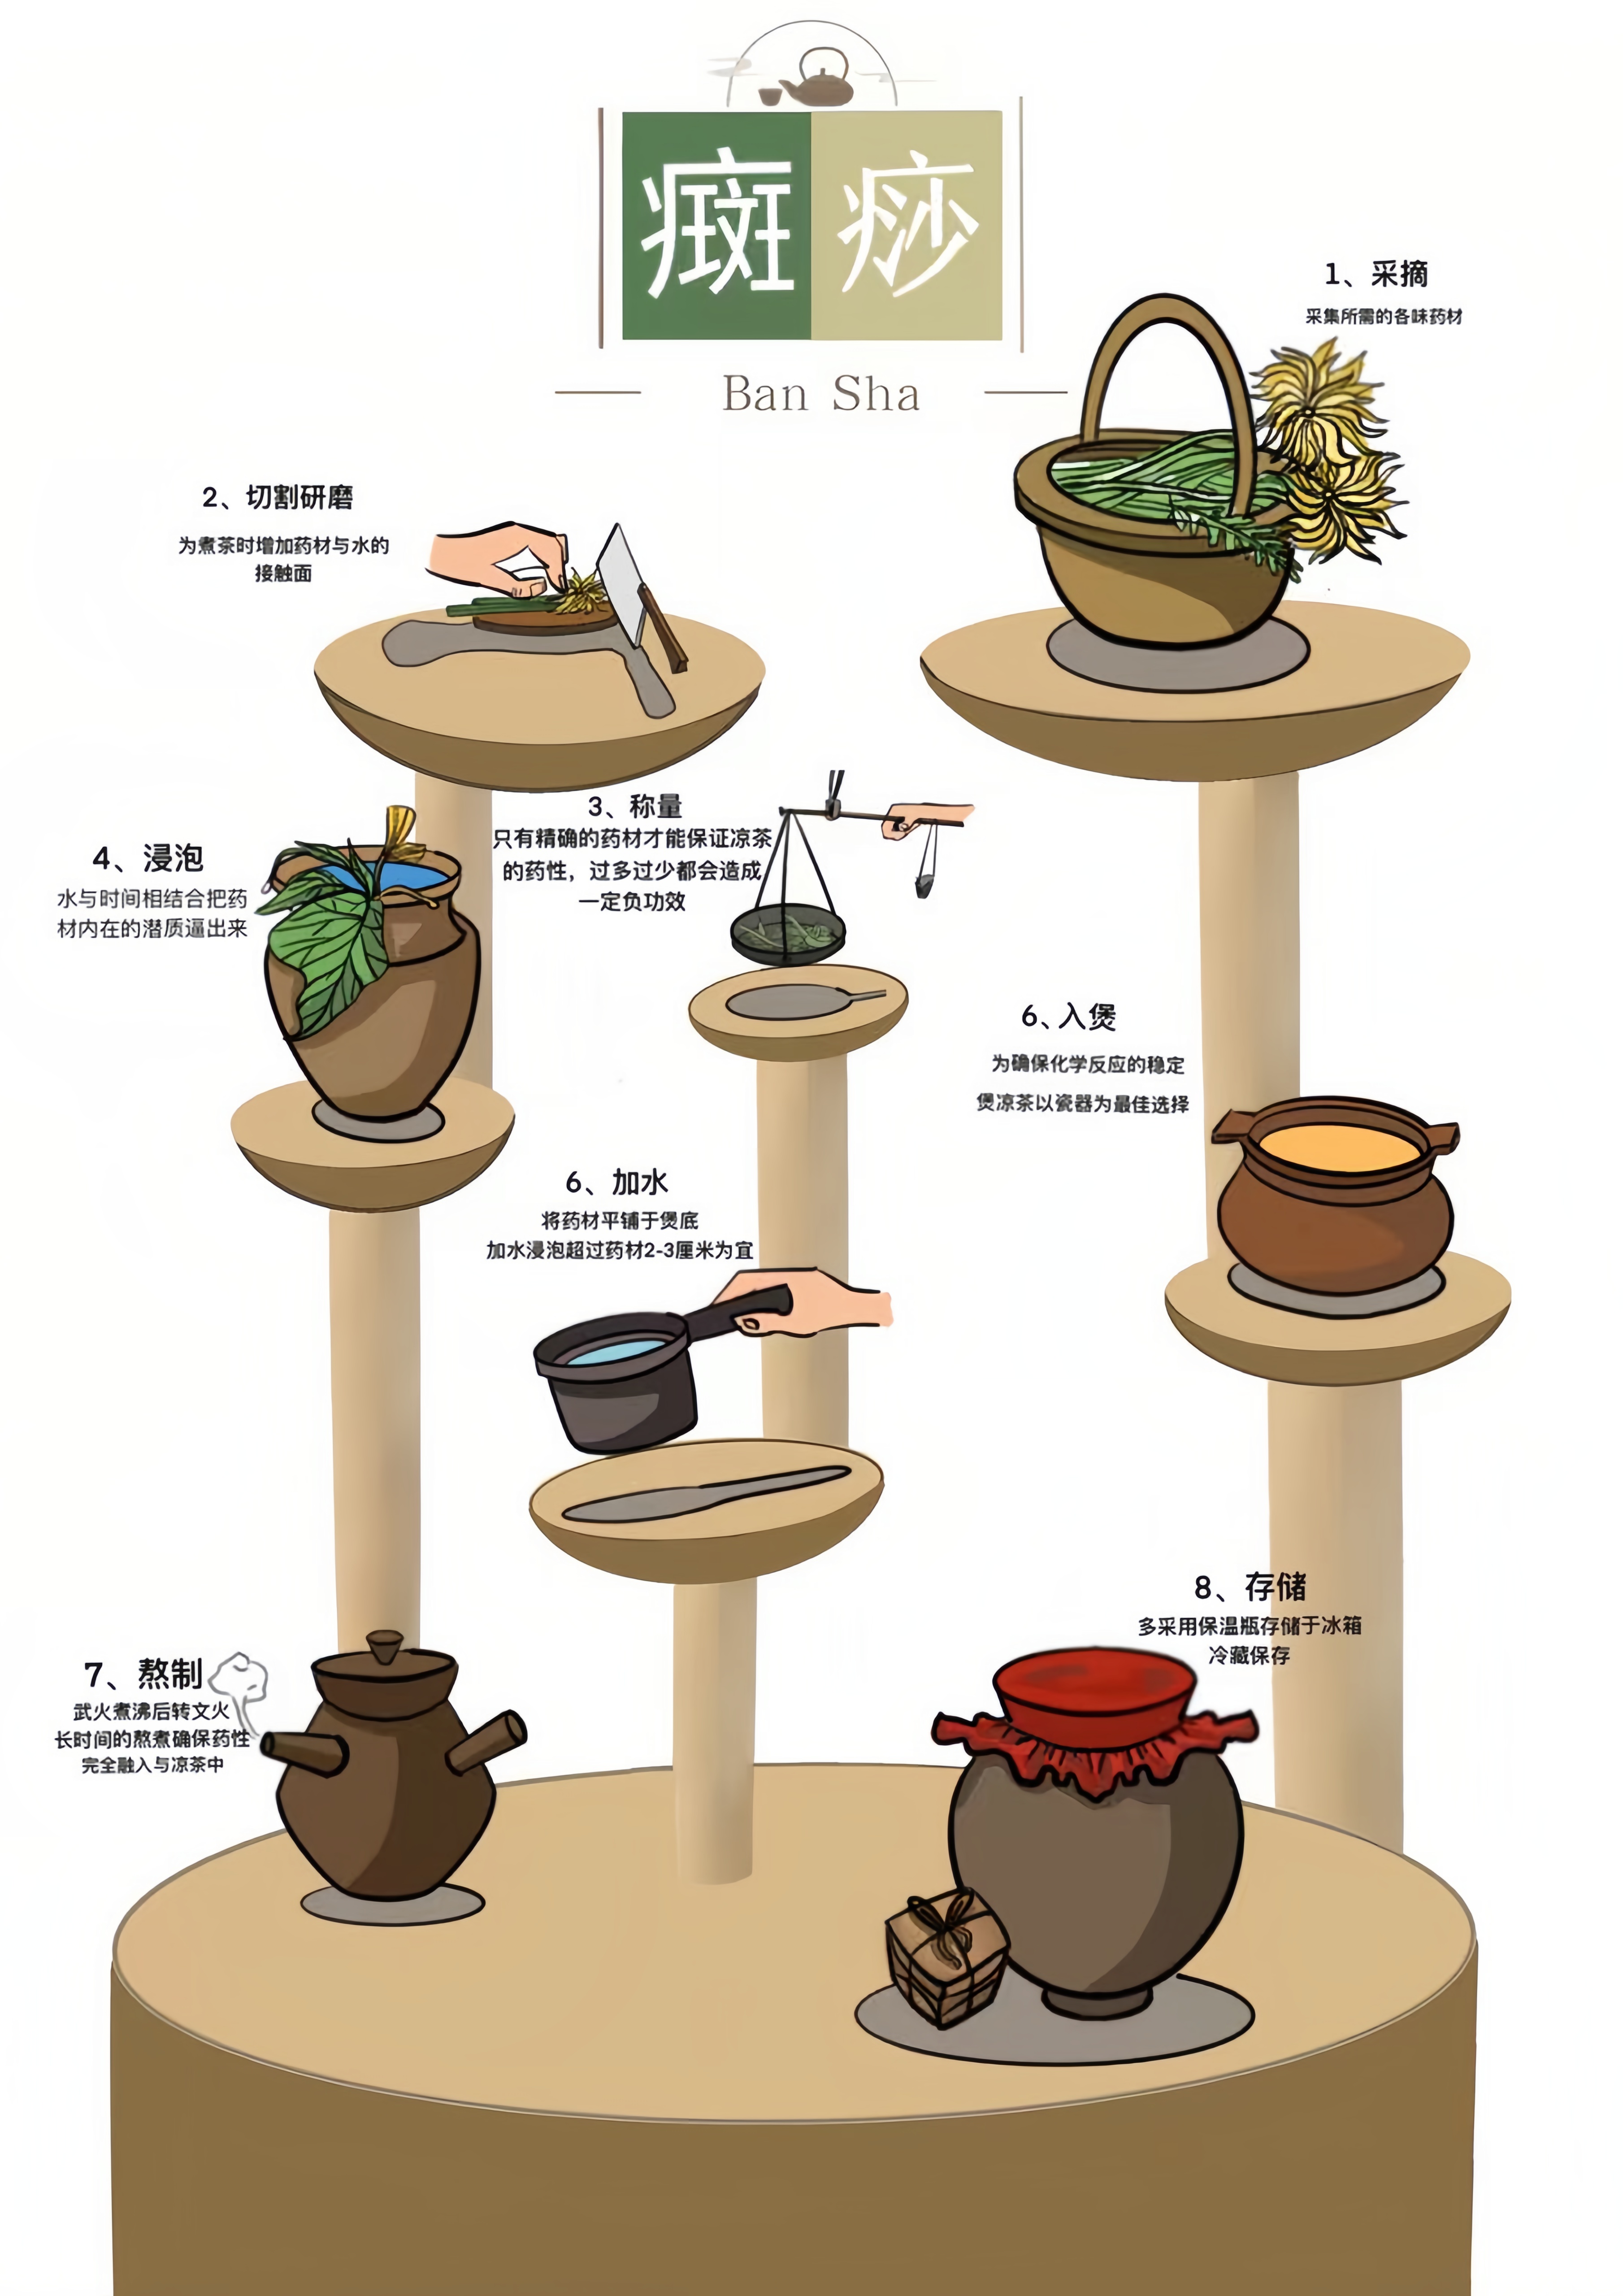 癍痧
Ban Sha
1、采摘
采集所需的各味药材
2、切割研磨
为煮茶时增加药材与水的
接触面
3、称量
只有精确的药材才能保证凉茶
的药性，过多过少都会造成
一定负功效
4、浸泡
水与时间相结合把药
材内在的潜质逼出来
6、入煲
为确保化学反应的稳定
煲凉茶以瓷器为最佳选择
6、加水
将药材平铺于煲底
加水浸泡超过药材2-3厘米为宜
7、熬制
武火煮沸后转文火
长时间的熬煮确保药性
完全融入与凉茶中
8、存储
多采用保温瓶存储于冰箱
冷藏保存